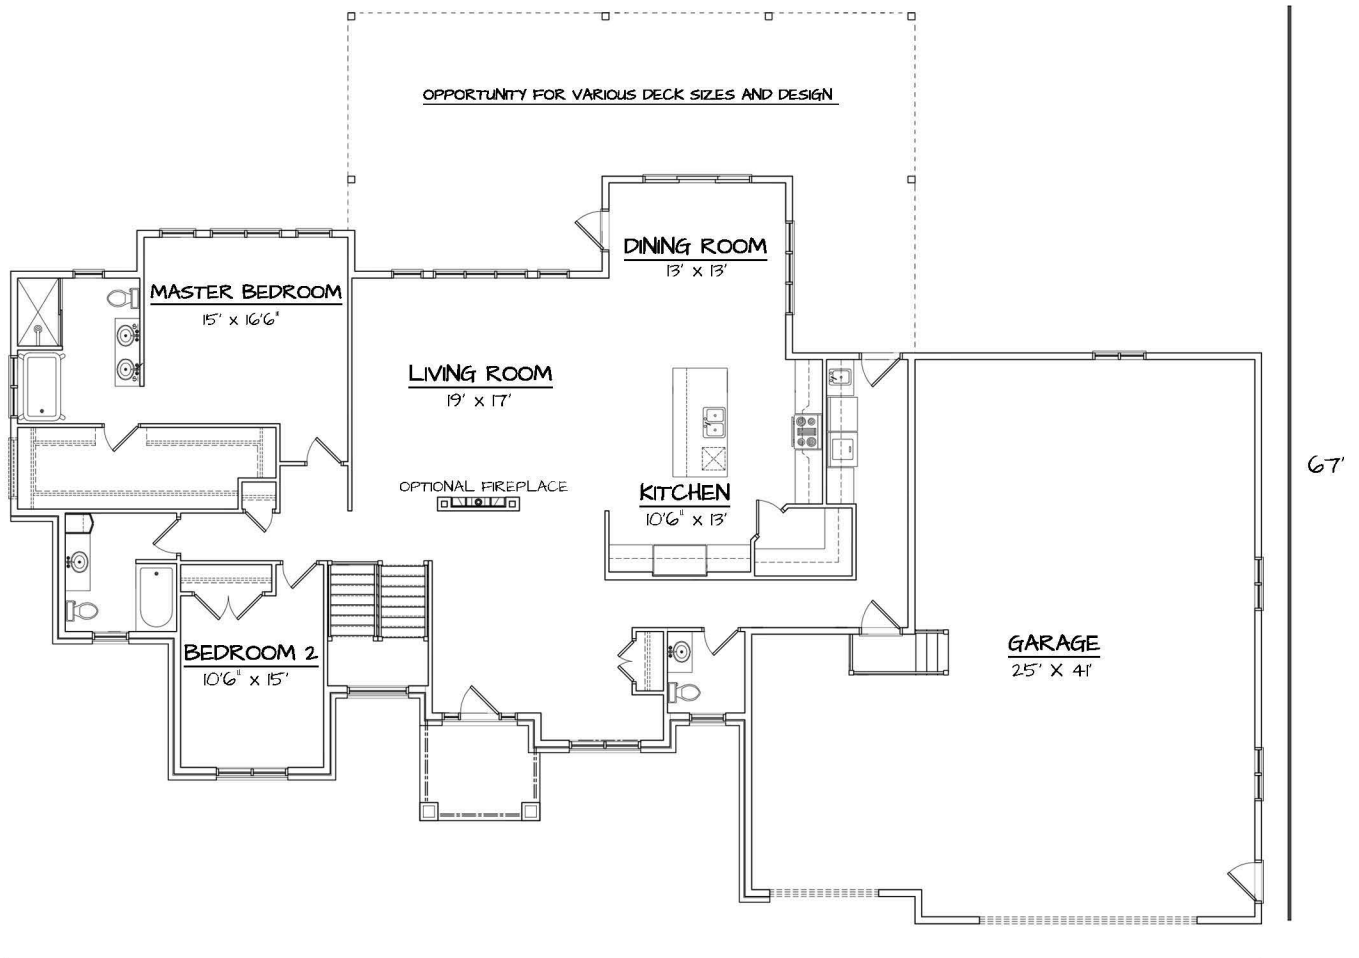 OPPORTUNITY FOR VARIOUS DECK SIZES AND DESIGN
DINING ROOM
13' x 13'
MASTER BEDROOM
15' x 16'6"
LIVING ROOM
19' x 17'
67'
OPTIONAL FIREPLACE
KITCHEN
10'6" x 13'
BEDROOM 2
10'6" x 15'
GARAGE
25' X 41'